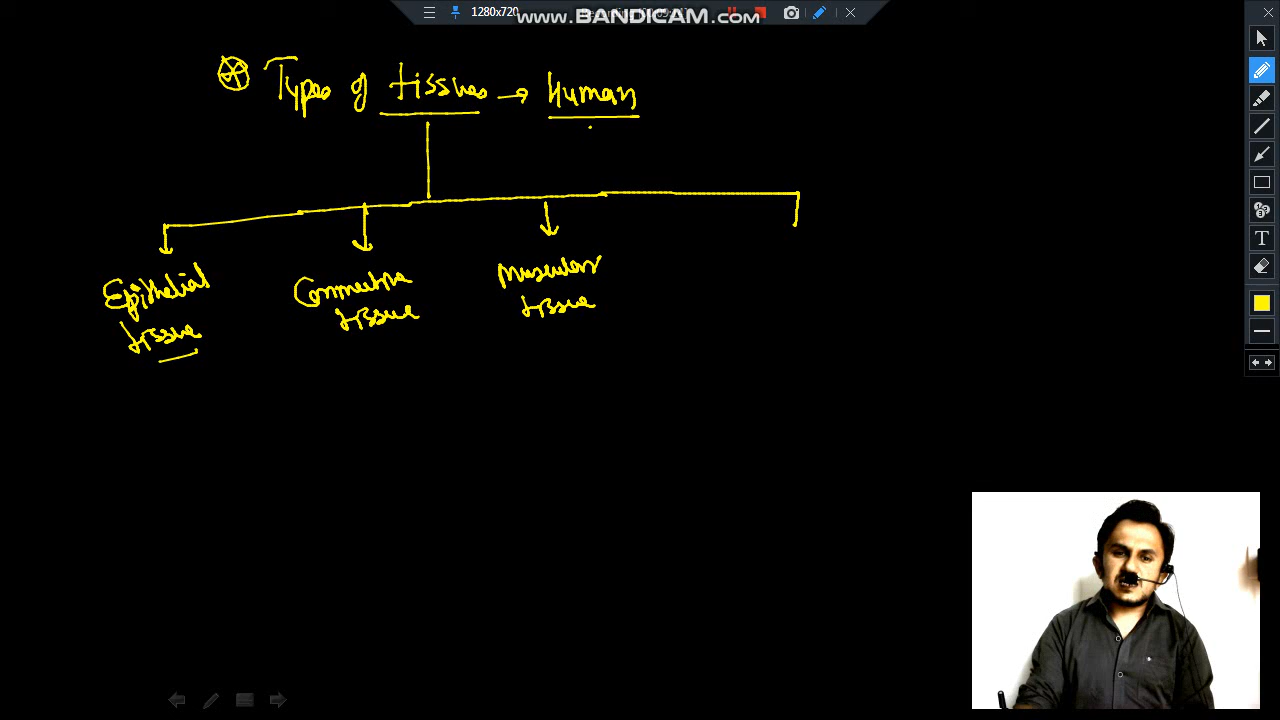 1280x720
www.BANDICAM.com
Types of tissues → Human
Epithelial
tissue
Connective
tissue
Muscular
tissue